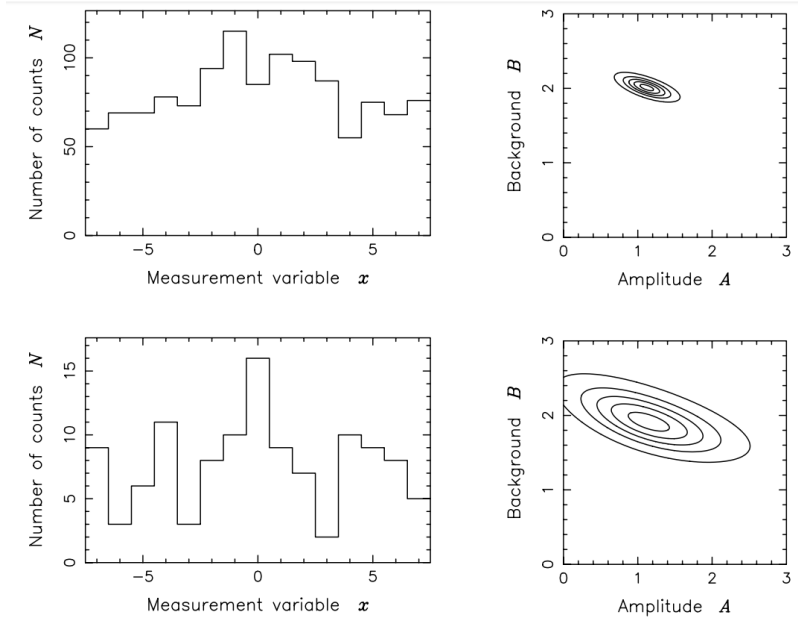 Number of counts N
100
50
0
-5 0 5
Measurement variable x
Background B
3
2
1
0
0 1 2 3
Amplitude A
Number of counts N
15
10
5
0
-5 0 5
Measurement variable x
Background B
3
2
1
0
0 1 2 3
Amplitude A